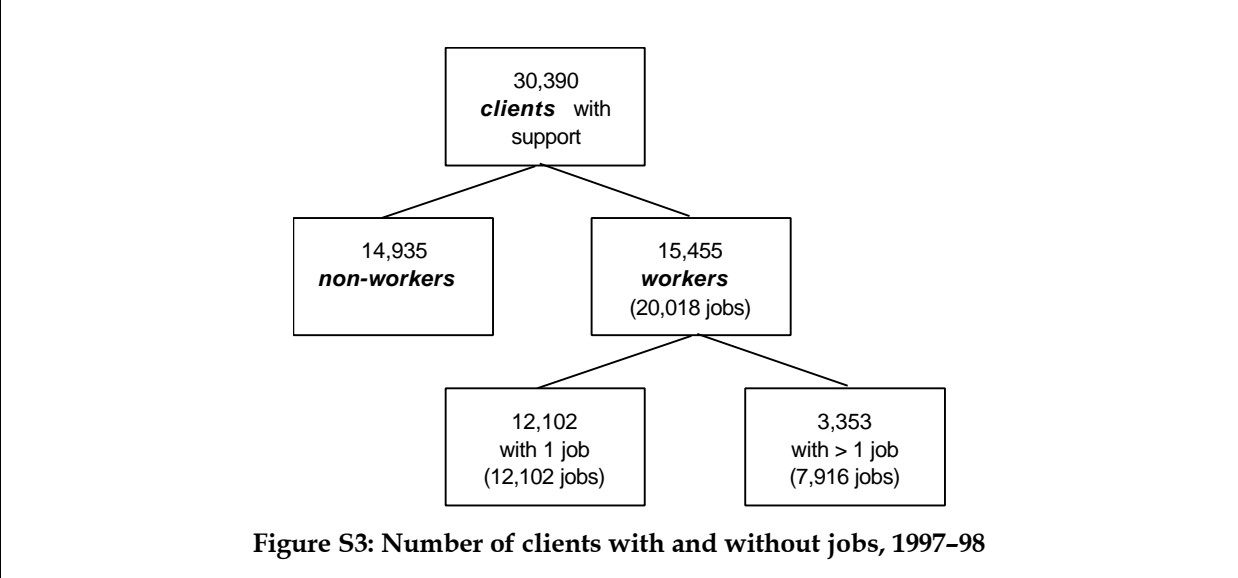 30,390
clients with
support
14,935
non-workers
15,455
workers
(20,018 jobs)
12,102
with 1 job
(12,102 jobs)
3,353
with > 1 job
(7,916 jobs)
Figure S3: Number of clients with and without jobs, 1997–98